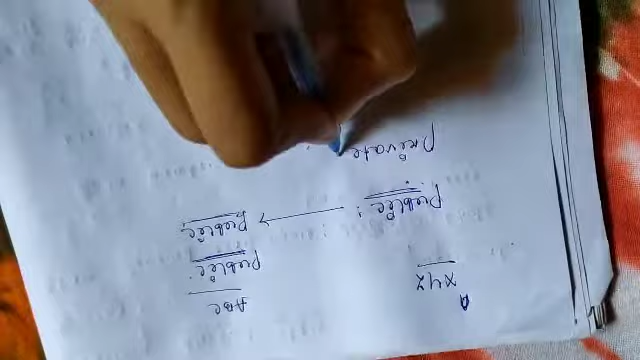 A
XYZ ABC
Public:
Public : → Public
Private